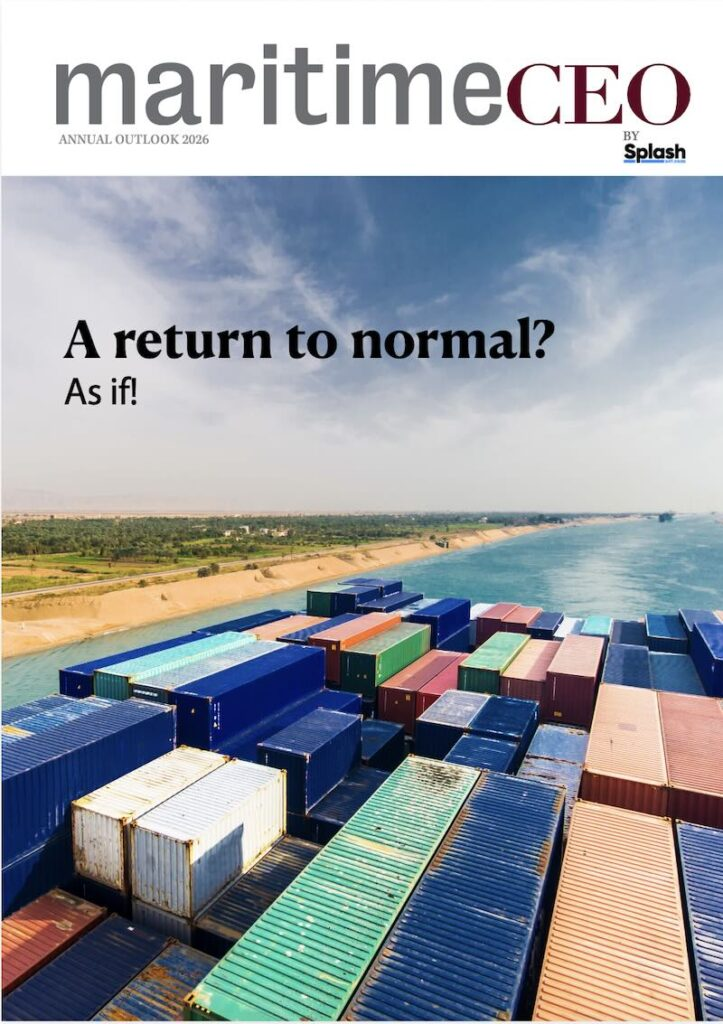 maritimeCEO
ANNUAL OUTLOOK 2026
BY
Splash
A return to normal?
As if!